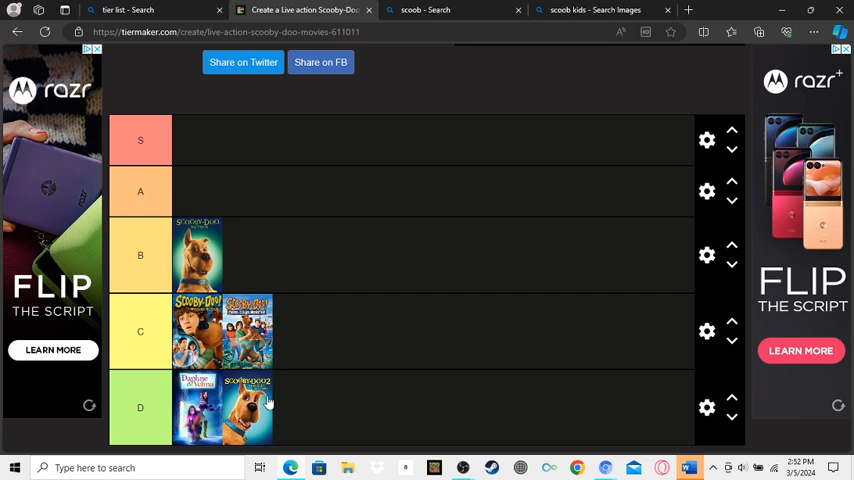 tier list - Search
Create a Live action Scooby-Doo
scoob - Search
scoob kids - Search Images
https://tiermaker.com/create/live-action-scooby-doo-movies-611011
Share on Twitter
Share on FB
razr
FLIP
THE SCRIPT
LEARN MORE
S
A
B
SCOOBY-DOO
C
SCOOBY-DOO!
SCOOBY-DOO!
D
Daphne
& Velma
SCOOBY-DOO2
razr+
FLIP
THE SCRIPT
LEARN MORE
Type here to search
2:52 PM
3/5/2024